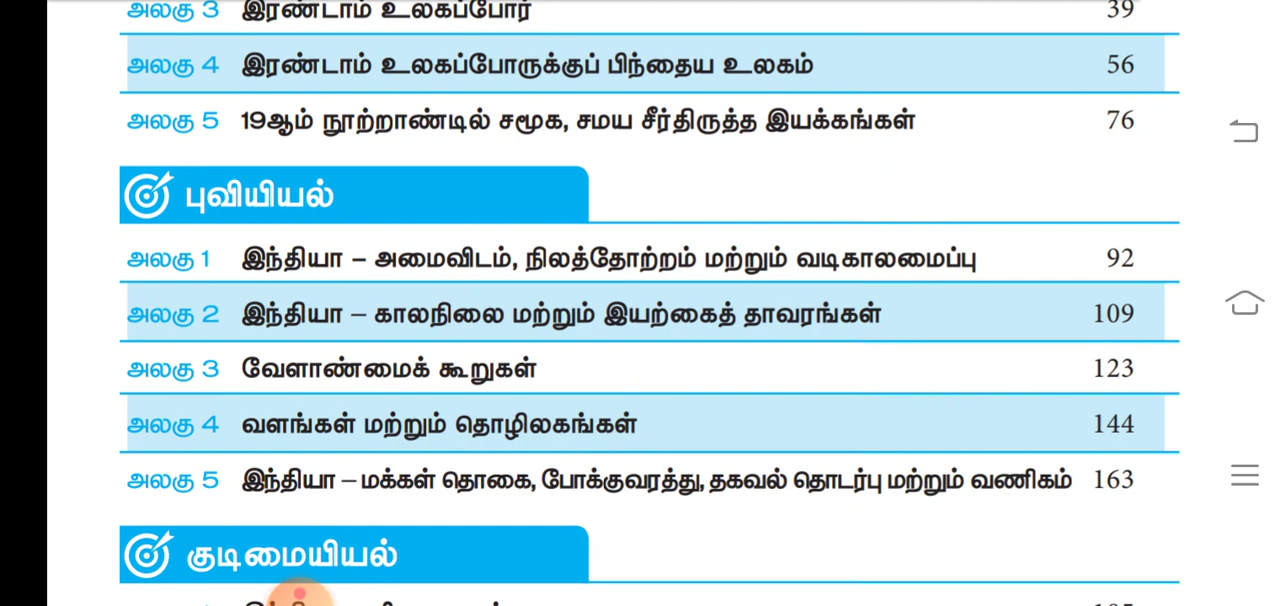 அலகு 3 இரண்டாம் உலகப்போர் 39
அலகு 4 இரண்டாம் உலகப்போருக்குப் பிந்தைய உலகம் 56
அலகு 5 19ஆம் நூற்றாண்டில் சமூக, சமய சீர்திருத்த இயக்கங்கள் 76
புவியியல்
அலகு 1 இந்தியா – அமைவிடம், நிலத்தோற்றம் மற்றும் வடிகாலமைப்பு 92
அலகு 2 இந்தியா – காலநிலை மற்றும் இயற்கைத் தாவரங்கள் 109
அலகு 3 வேளாண்மைக் கூறுகள் 123
அலகு 4 வளங்கள் மற்றும் தொழிலகங்கள் 144
அலகு 5 இந்தியா – மக்கள் தொகை, போக்குவரத்து, தகவல் தொடர்பு மற்றும் வணிகம் 163
குடிமையியல்